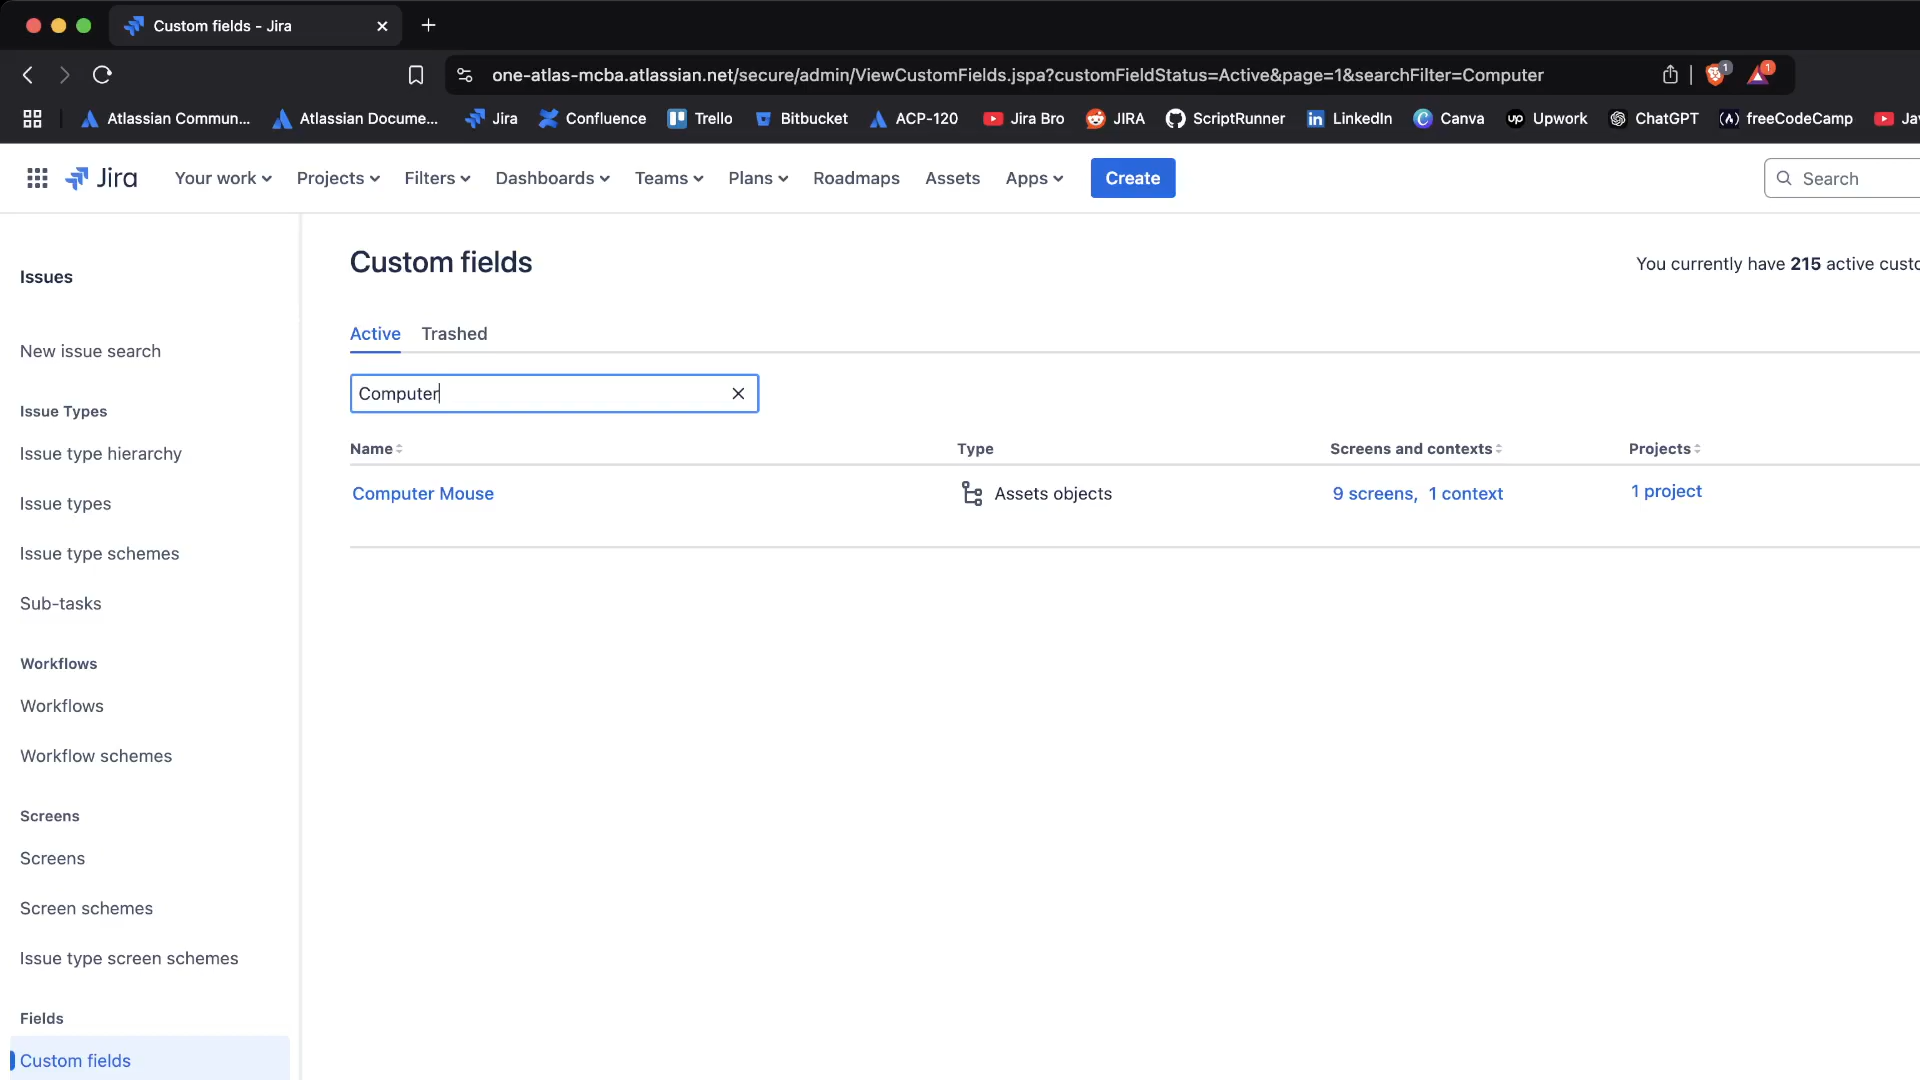 Custom fields - Jira
one-atlas-mcba.atlassian.net/secure/admin/ViewCustomFields.jspa?customFieldStatus=Active&page=1&searchFilter=Computer
1
1
Atlassian Commun...
Atlassian Docume...
Jira
Confluence
Trello
Bitbucket
ACP-120
Jira Bro
JIRA
ScriptRunner
LinkedIn
Canva
up Upwork
ChatGPT
freeCodeCamp
Jira
Your work
Projects
Filters
Dashboards
Teams
Plans
Roadmaps
Assets
Apps
Create
Search
Issues
New issue search
Issue Types
Issue type hierarchy
Issue types
Issue type schemes
Sub-tasks
Workflows
Workflows
Workflow schemes
Screens
Screens
Screen schemes
Issue type screen schemes
Fields
Custom fields
Custom fields
You currently have 215 active custo
Active
Trashed
Computer
Name
Type
Screens and contexts
Projects
Computer Mouse
Assets objects
9 screens, 1 context
1 project